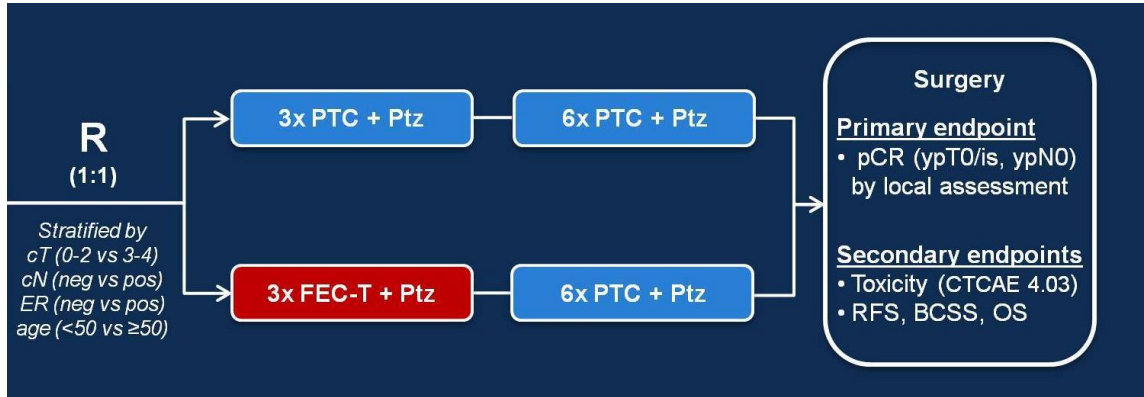 R
(1:1)
Stratified by
cT (0-2 vs 3-4)
cN (neg vs pos)
ER (neg vs pos)
age (<50 vs ≥50)
3x PTC + Ptz
6x PTC + Ptz
3x FEC-T + Ptz
6x PTC + Ptz
Surgery
Primary endpoint
• pCR (ypT0/is, ypN0)
by local assessment
Secondary endpoints
• Toxicity (CTCAE 4.03)
• RFS, BCSS, OS